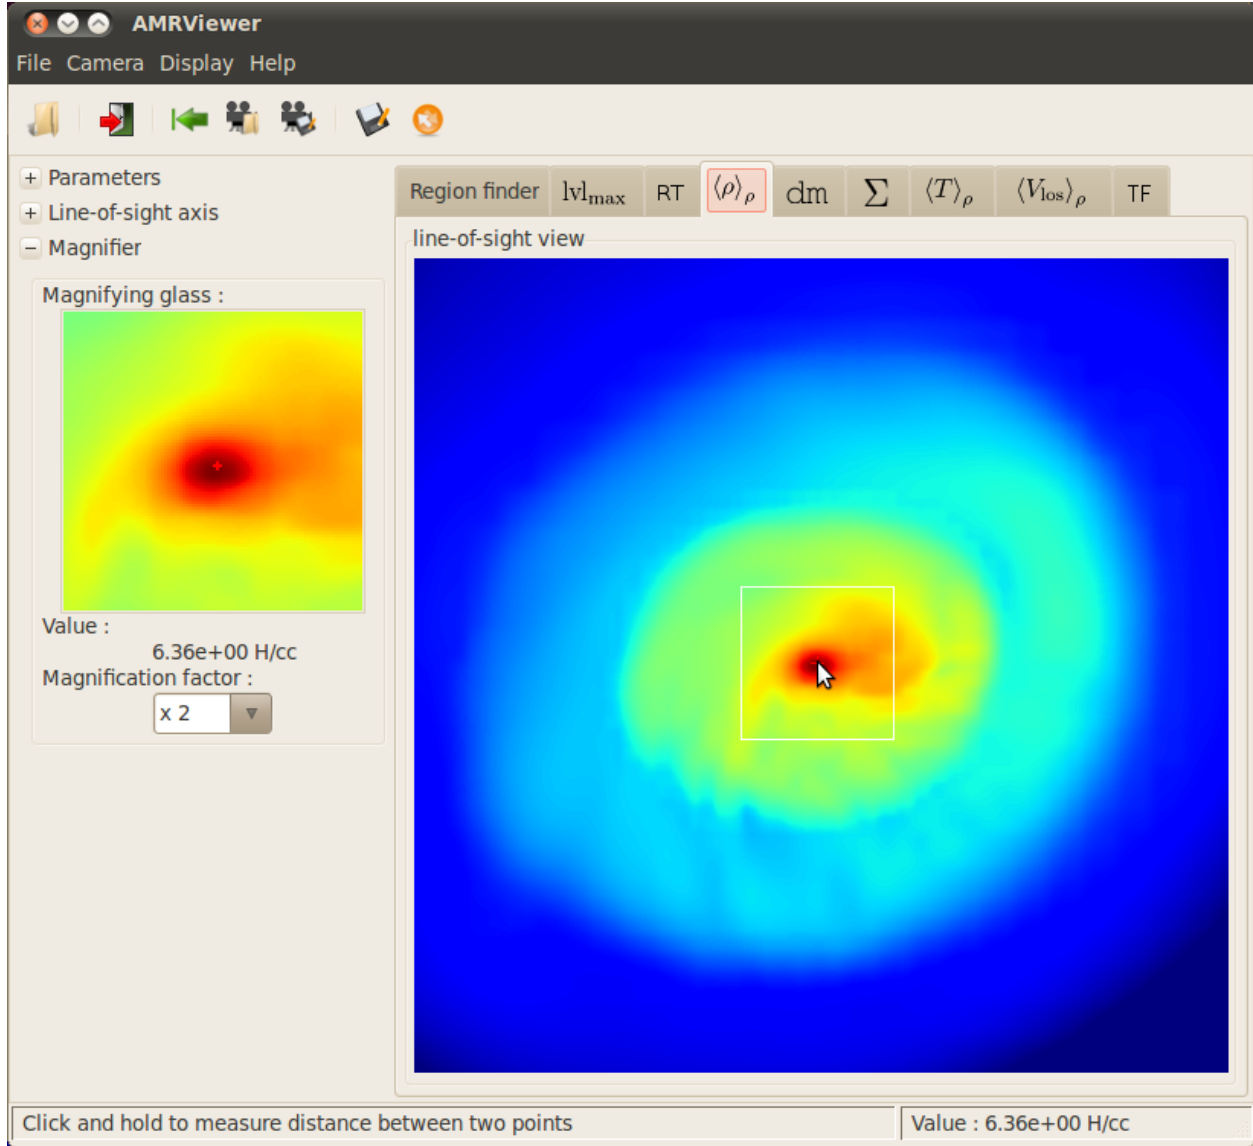 AMRViewer
File Camera Display Help
+ Parameters
+ Line-of-sight axis
− Magnifier
Magnifying glass :
Value :
6.36e+00 H/cc
Magnification factor :
x 2
Region finder lvlmax RT ⟨ρ⟩ρ dm ∑ ⟨T⟩ρ ⟨Vlos⟩ρ TF
line-of-sight view
Click and hold to measure distance between two points
Value : 6.36e+00 H/cc